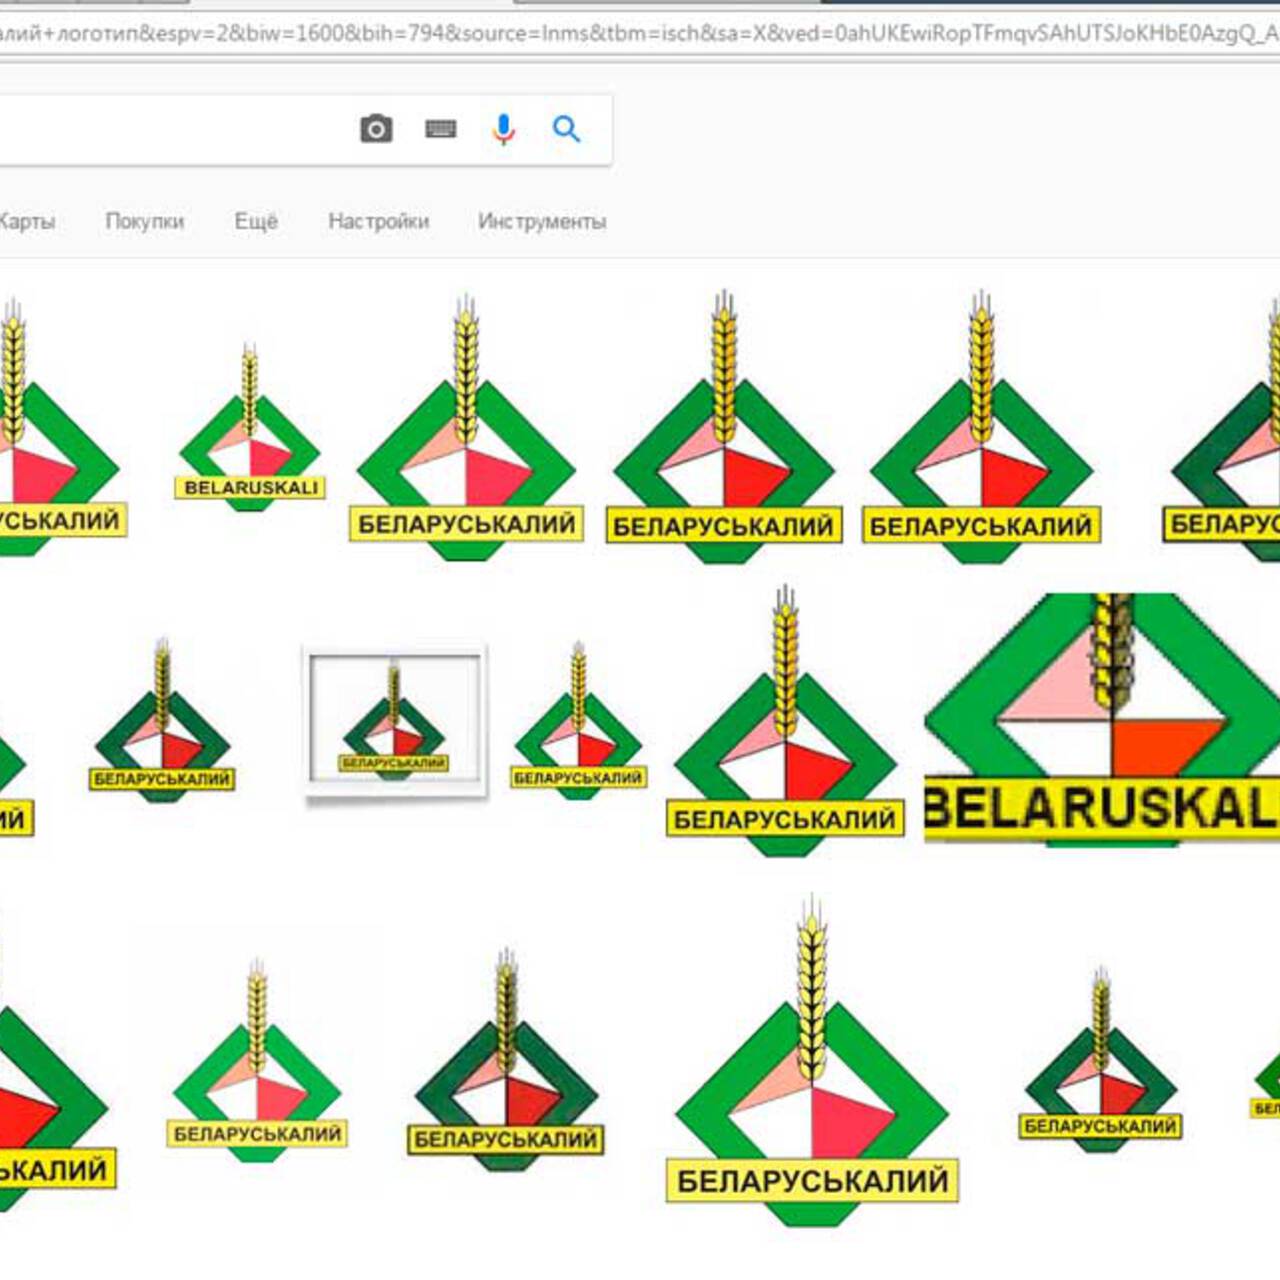 алий+логотип&espv=2&biw=1600&bih=794&source=lnms&tbm=isch&sa=X&ved=0ahUKEwiRopTFmqvSAhUTSJoKHbE0AzgQ_A
Карты Покупки Ещё Настройки Инструменты
УСЬКАЛИЙ
BELARUSKALI
БЕЛАРУСЬКАЛИЙ
БЕЛАРУСЬКАЛИЙ
БЕЛАРУСЬКАЛИЙ
БЕЛАРУС
ИЙ
БЕЛАРУСЬКАЛИЙ
БЕЛАРУСЬКАЛИЙ
БЕЛАРУСЬКАЛИЙ
БЕЛАРУСЬКАЛИЙ
BELARUSKAL
ЬКАЛИЙ
БЕЛАРУСЬКАЛИЙ
БЕЛАРУСЬКАЛИЙ
БЕЛАРУСЬКАЛИЙ
БЕЛАРУСЬКАЛИЙ
БЕЛ